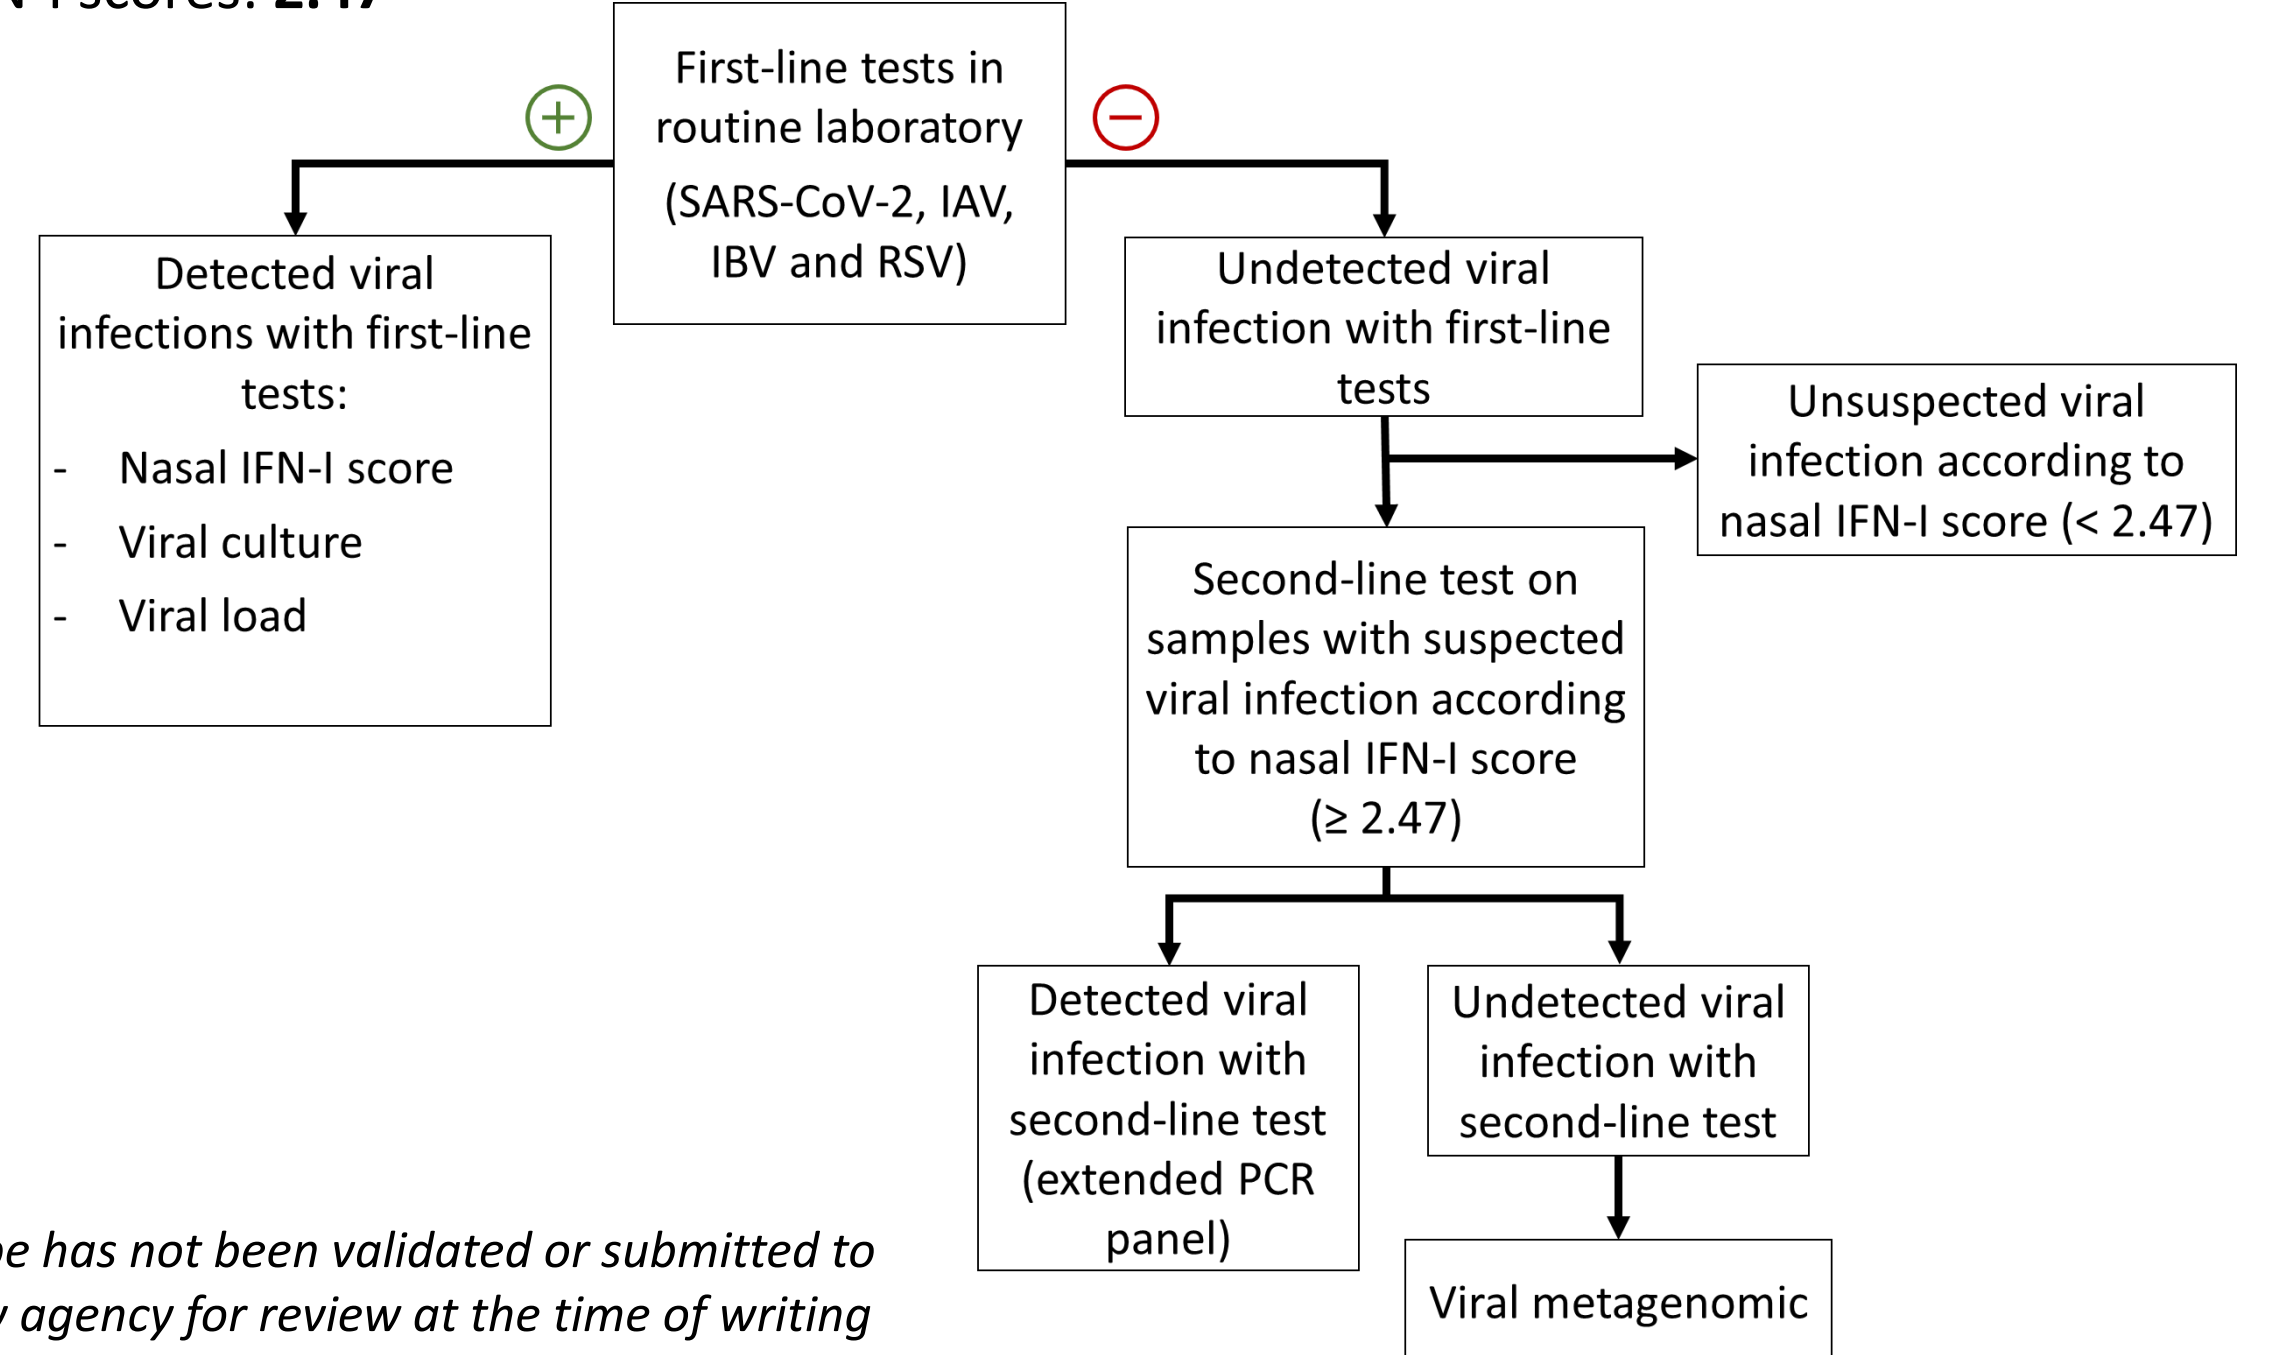 scores: 2.47
First-line tests in
routine laboratory
(SARS-CoV-2, IAV,
IBV and RSV)
Detected viral
infections with first-line
tests:
- Nasal IFN-I score
- Viral culture
- Viral load
Undetected viral
infection with first-line
tests
Unsuspected viral
infection according to
nasal IFN-I score (< 2.47)
Second-line test on
samples with suspected
viral infection according
to nasal IFN-I score
(≥ 2.47)
Detected viral
infection with
second-line test
(extended PCR
panel)
Undetected viral
infection with
second-line test
Viral metagenomic
has not been validated or submitted to
agency for review at the time of writing